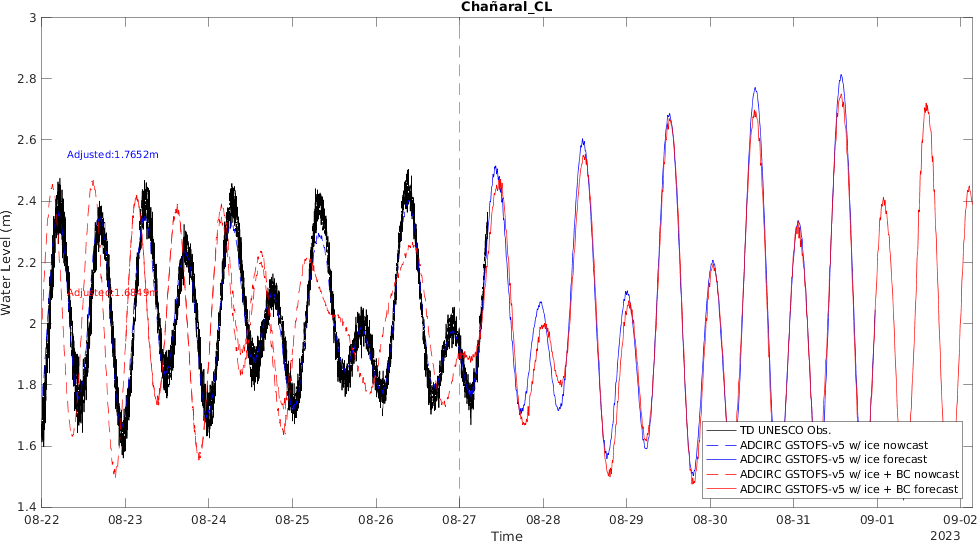 Chañaral_CL
Water Level (m)
3
2.8
2.6
2.4
2.2
2
1.8
1.6
1.4
Adjusted:1.7652m
Adjusted:1.6849m
TD UNESCO Obs.
ADCIRC GSTOFS-v5 w/ ice nowcast
ADCIRC GSTOFS-v5 w/ ice forecast
ADCIRC GSTOFS-v5 w/ ice + BC nowcast
ADCIRC GSTOFS-v5 w/ ice + BC forecast
08-22 08-23 08-24 08-25 08-26 08-27 08-28 08-29 08-30 08-31 09-01 09-02
Time
2023